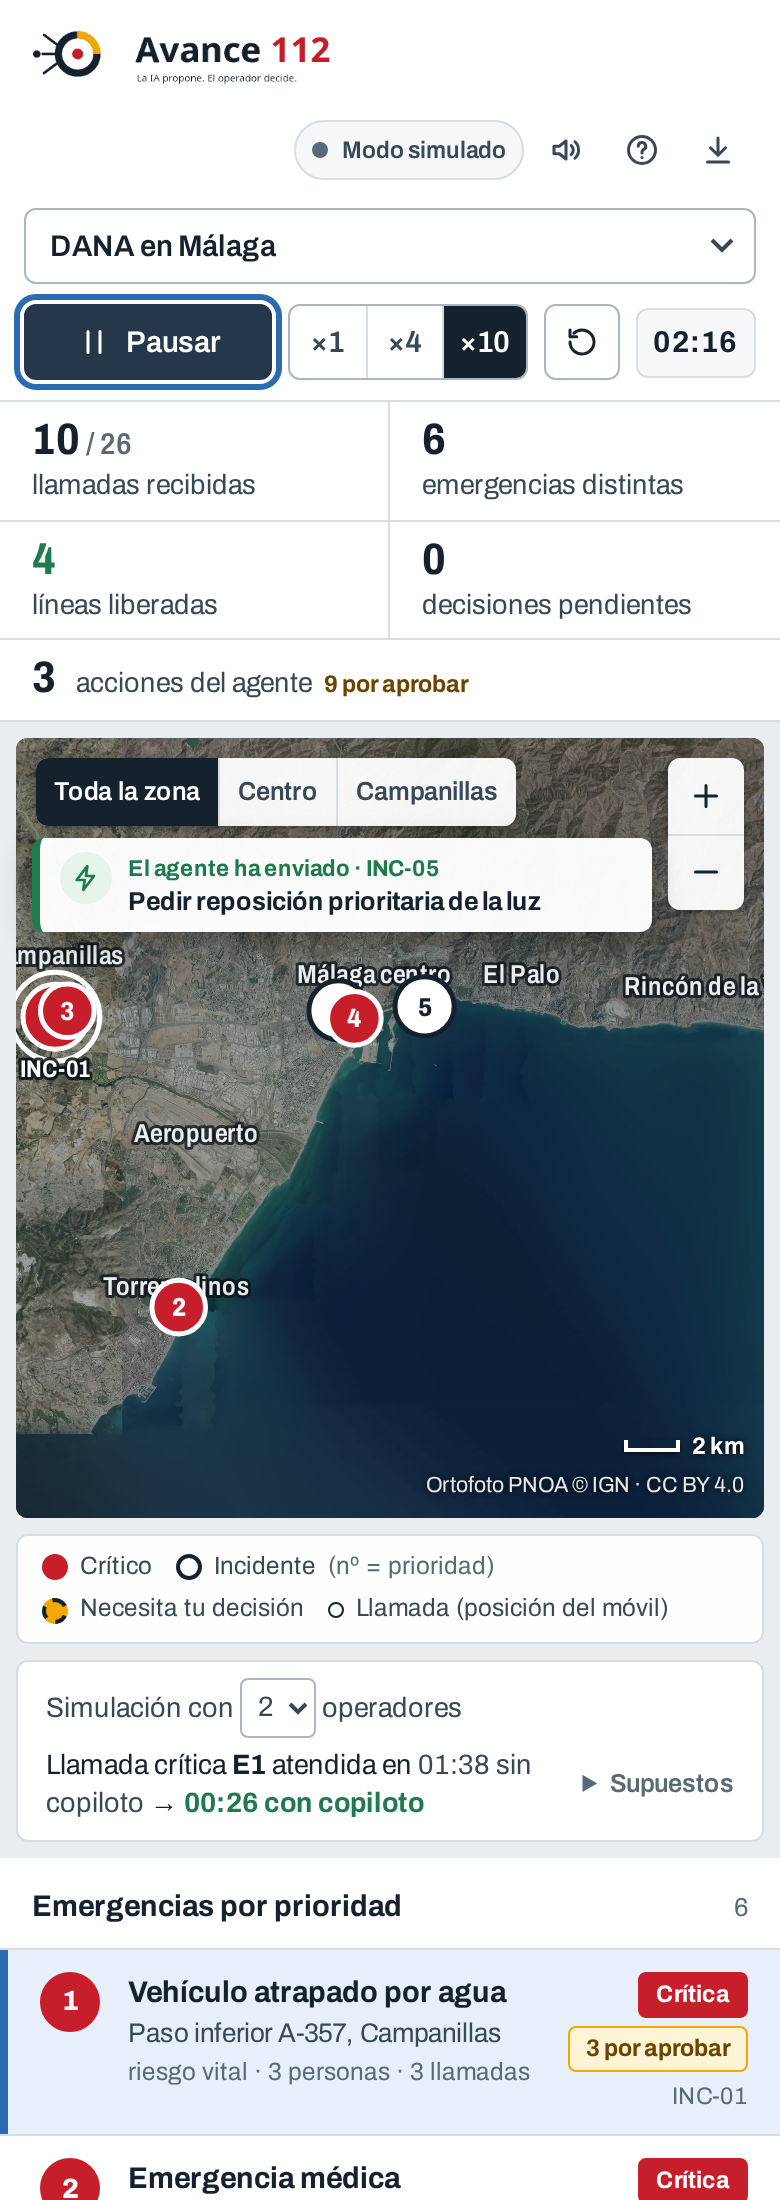 Avance 112
La IA propone. El operador decide.
Modo simulado
DANA en Málaga
Pausar
×1 ×4 ×10
02:16
10 / 26
llamadas recibidas
6
emergencias distintas
4
líneas liberadas
0
decisiones pendientes
3 acciones del agente 9 por aprobar
Toda la zona Centro Campanillas
+
−
El agente ha enviado · INC-05
Pedir reposición prioritaria de la luz
mpanillas
Málaga centro
El Palo
Rincón de la
3
4
5
INC-01
Aeropuerto
2
2 km
Ortofoto PNOA © IGN · CC BY 4.0
Crítico Incidente (nº = prioridad)
Necesita tu decisión Llamada (posición del móvil)
Simulación con 2 operadores
Llamada crítica E1 atendida en 01:38 sin
copiloto → 00:26 con copiloto
Supuestos
Emergencias por prioridad 6
1
Vehículo atrapado por agua
Paso inferior A-357, Campanillas
riesgo vital · 3 personas · 3 llamadas
Crítica
3 por aprobar
INC-01
2
Emergencia médica
Crítica